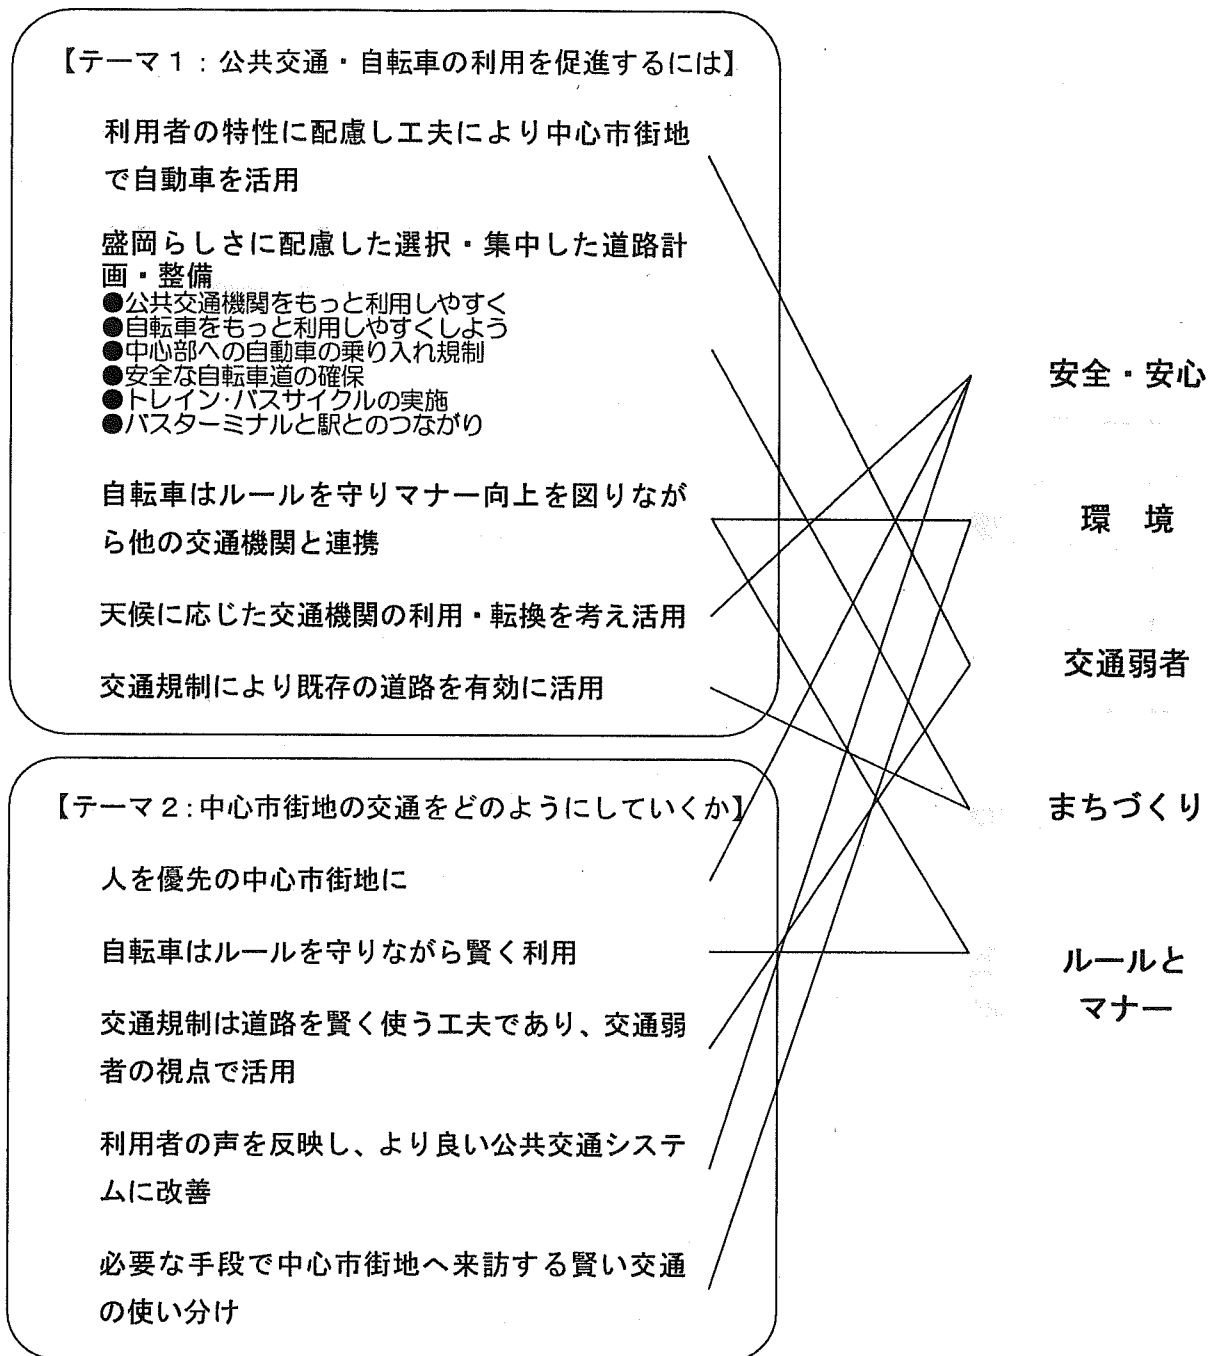 【テーマ1：公共交通・自転車の利用を促進するには】
利用者の特性に配慮し工夫により中心市街地
で自動車を活用
盛岡らしさに配慮した選択・集中した道路計
画・整備
●公共交通機関をもっと利用しやすく
●自転車をもっと利用しやすくしよう
●中心部への自動車の乗り入れ規制
●安全な自転車道の確保
●トレイン・バスサイクルの実施
●バスターミナルと駅とのつながり
自転車はルールを守りマナー向上を図りなが
ら他の交通機関と連携
天候に応じた交通機関の利用・転換を考え活用
交通規制により既存の道路を有効に活用
【テーマ2：中心市街地の交通をどのようにしていくか】
人を優先の中心市街地に
自転車はルールを守りながら賢く利用
交通規制は道路を賢く使う工夫であり、交通弱
者の視点で活用
利用者の声を反映し、より良い公共交通システ
ムに改善
必要な手段で中心市街地へ来訪する賢い交通
の使い分け
安全・安心
環　境
交通弱者
まちづくり
ルールと
マナー